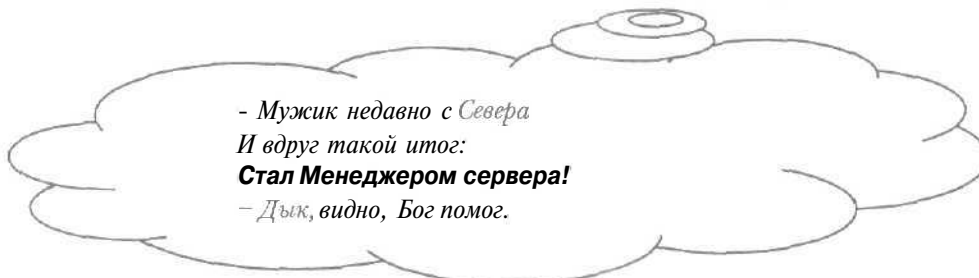 - Мужик недавно с Севера
И вдруг такой итог:
Стал Менеджером сервера!
– Дык, видно, Бог помог.